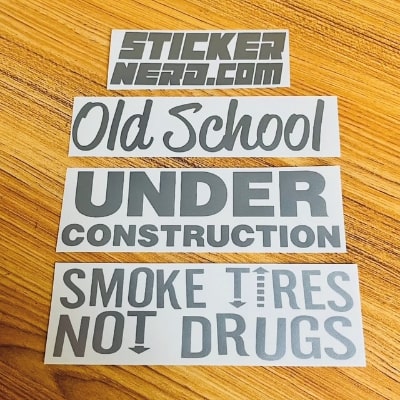 STICKER
NERD.COM
Old School
UNDER
CONSTRUCTION
SMOKE TIRES
NOT DRUGS